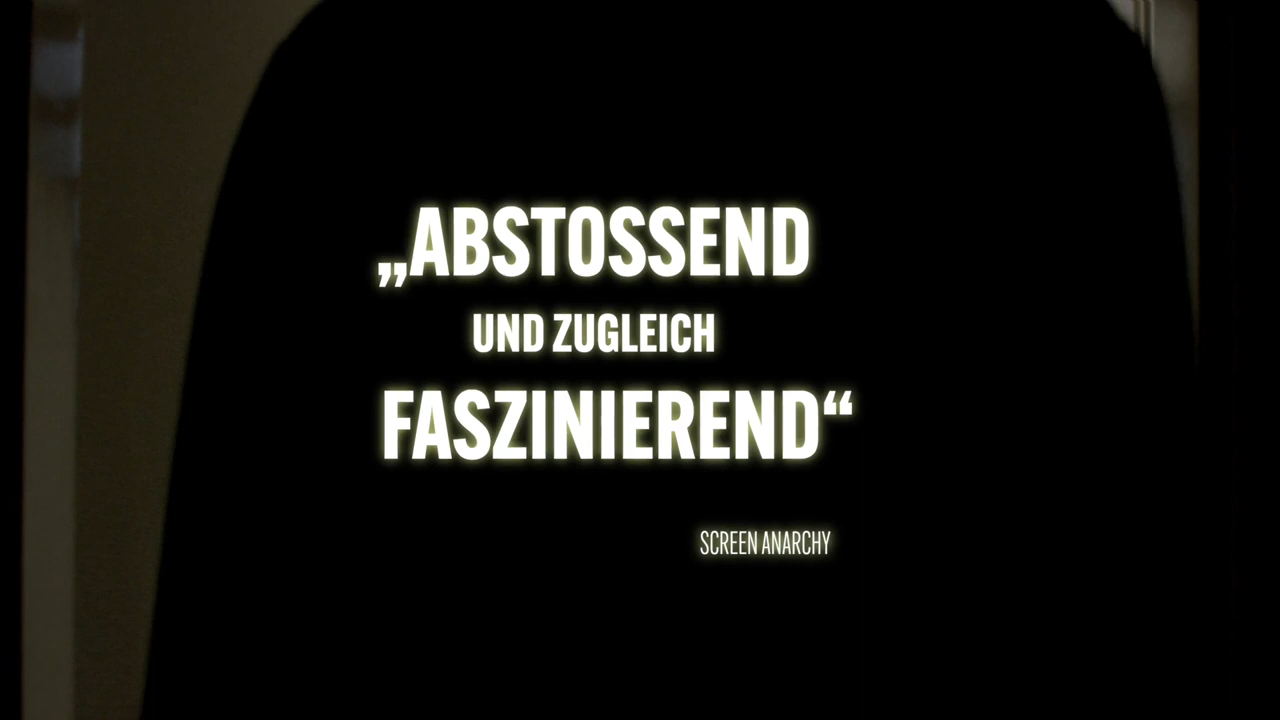 „ABSTOSSEND
UND ZUGLEICH
FASZINIEREND“
SCREEN ANARCHY